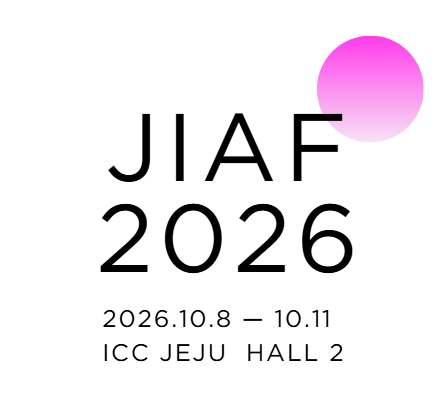 JIAF
2026
2026.10.8 — 10.11
ICC JEJU  HALL 2